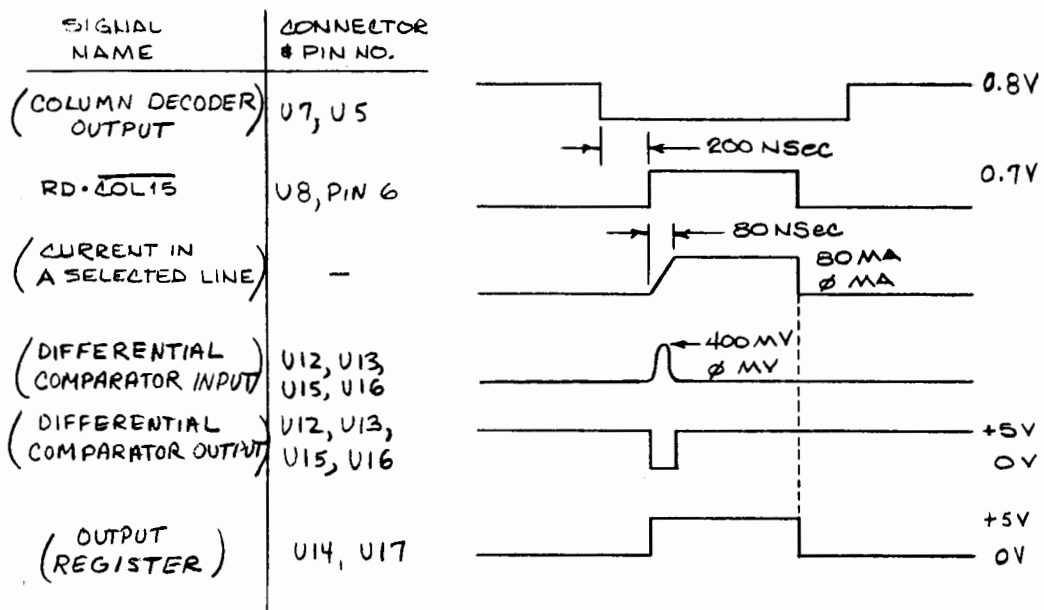 SIGNAL CONNECTOR
NAME & PIN NO.
(COLUMN DECODER) U7, U5 0.8V
OUTPUT
200 NSec
RD·C̅O̅L̅1̅5̅ U8, PIN 6 0.7V
80 NSec
(CURRENT IN — 80 MA
A SELECTED LINE) Ø MA
(DIFFERENTIAL U12, U13, 400 MV
COMPARATOR INPUT) U15, U16 Ø MV
(DIFFERENTIAL U12, U13, +5V
COMPARATOR OUTPUT) U15, U16 0V
(OUTPUT U14, U17 +5V
REGISTER) 0V